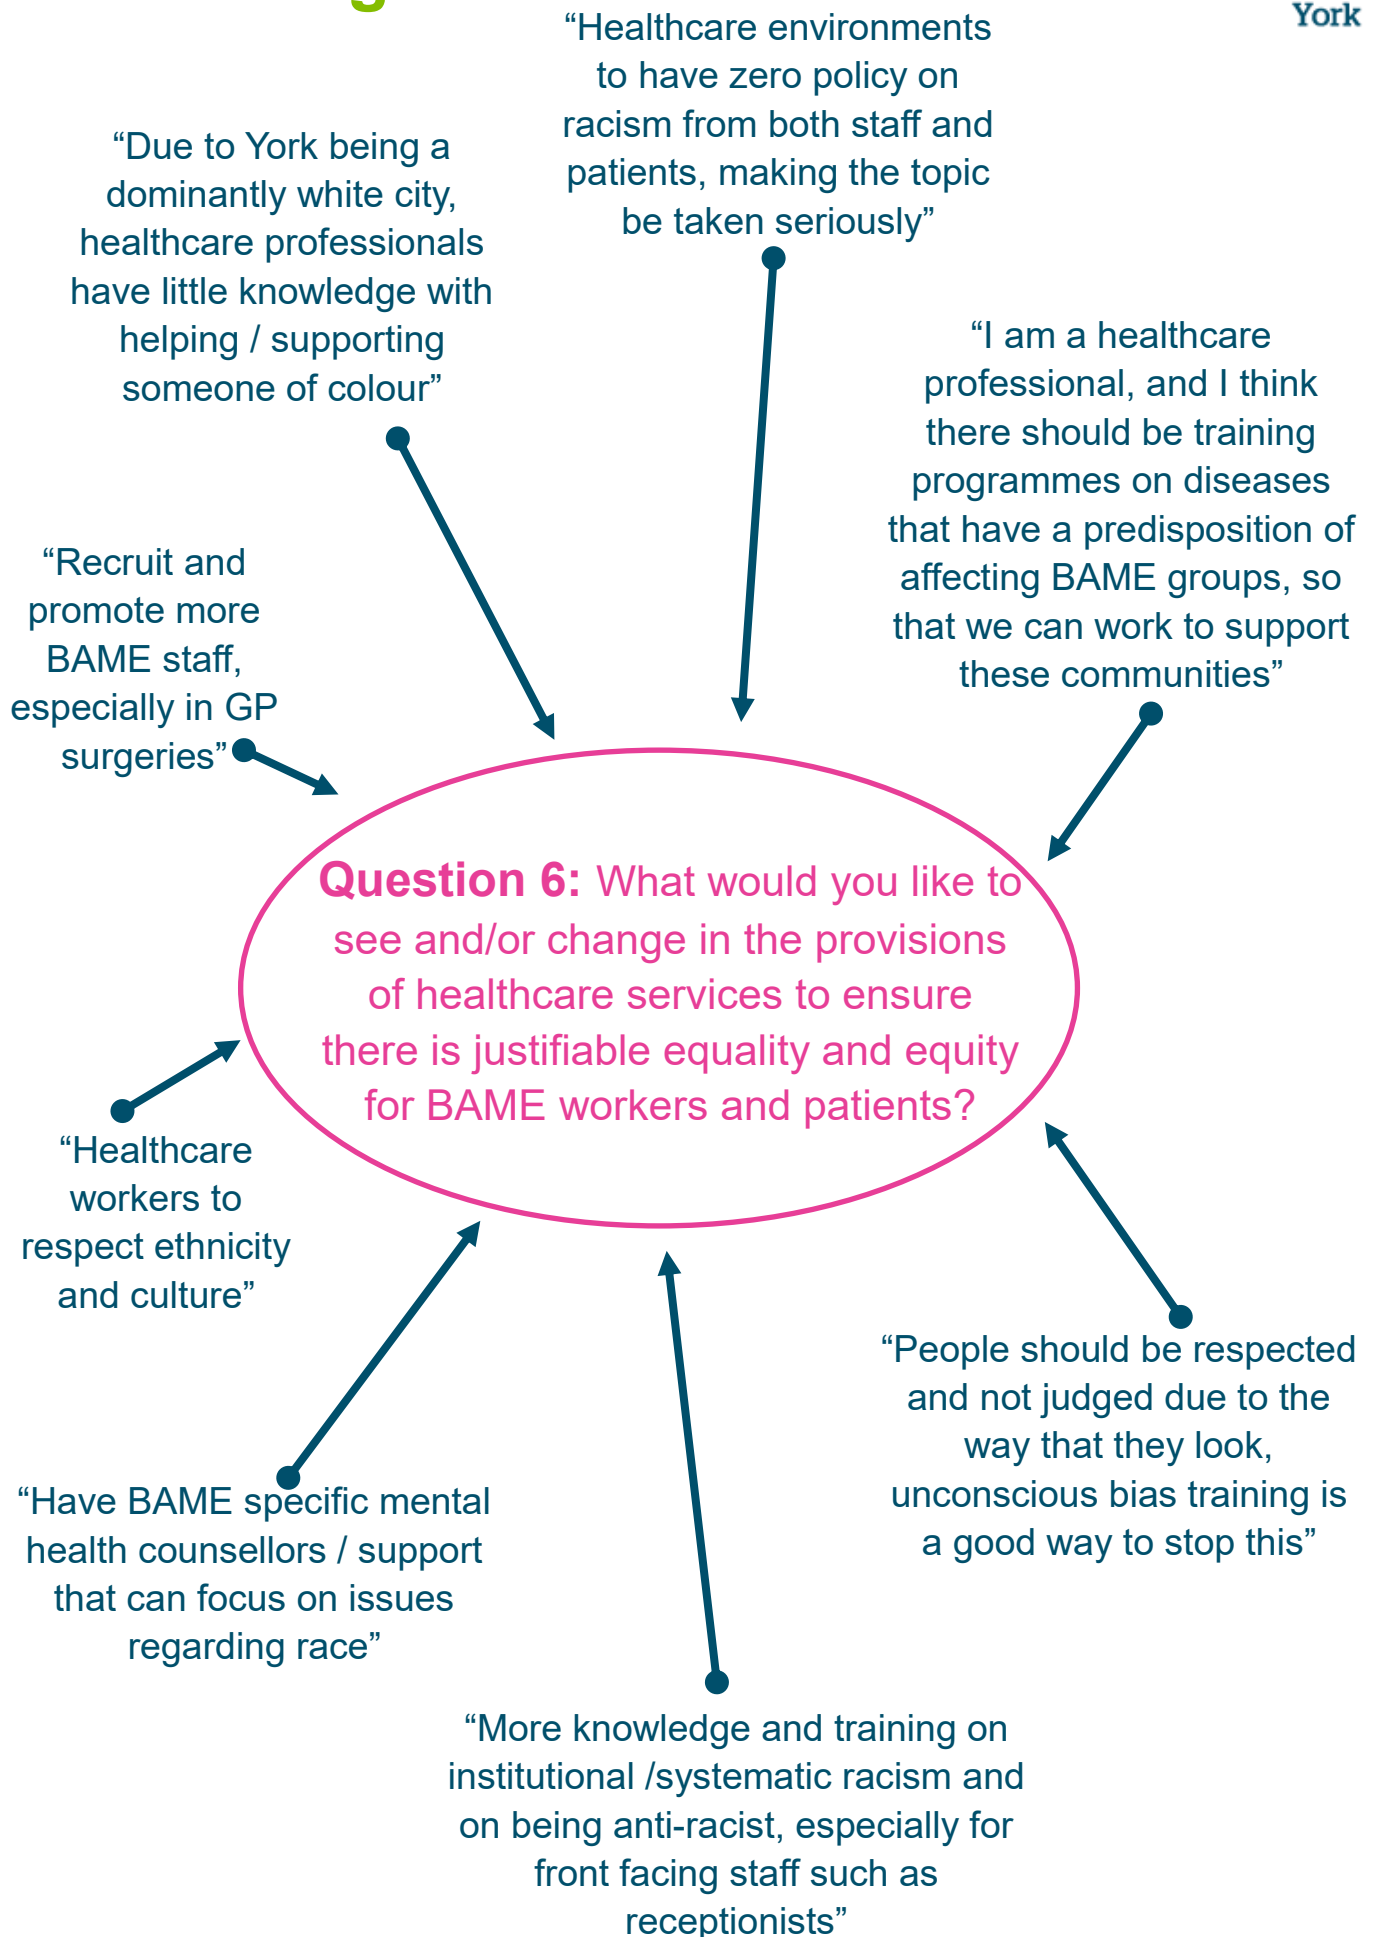 York
“Healthcare environments
to have zero policy on
racism from both staff and
patients, making the topic
be taken seriously”
“Due to York being a
dominantly white city,
healthcare professionals
have little knowledge with
helping / supporting
someone of colour”
“I am a healthcare
professional, and I think
there should be training
programmes on diseases
that have a predisposition of
affecting BAME groups, so
that we can work to support
these communities”
“Recruit and
promote more
BAME staff,
especially in GP
surgeries”
Question 6: What would you like to
see and/or change in the provisions
of healthcare services to ensure
there is justifiable equality and equity
for BAME workers and patients?
“Healthcare
workers to
respect ethnicity
and culture”
“People should be respected
and not judged due to the
way that they look,
unconscious bias training is
a good way to stop this”
“Have BAME specific mental
health counsellors / support
that can focus on issues
regarding race”
“More knowledge and training on
institutional /systematic racism and
on being anti-racist, especially for
front facing staff such as
receptionists”